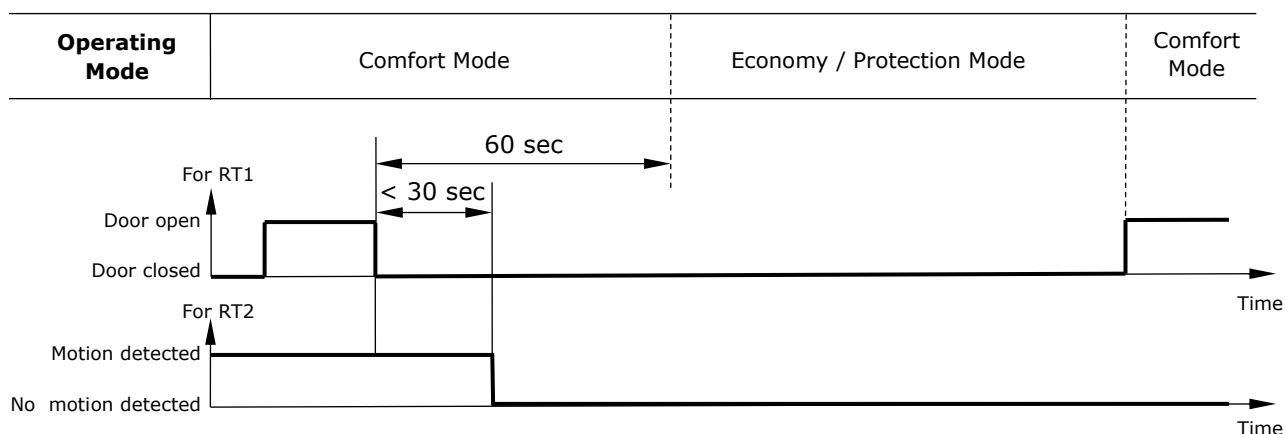 Operating
Mode
Comfort Mode
Economy / Protection Mode
Comfort
Mode
60 sec
For RT1
< 30 sec
Door open
Door closed
Time
For RT2
Motion detected
No motion detected
Time